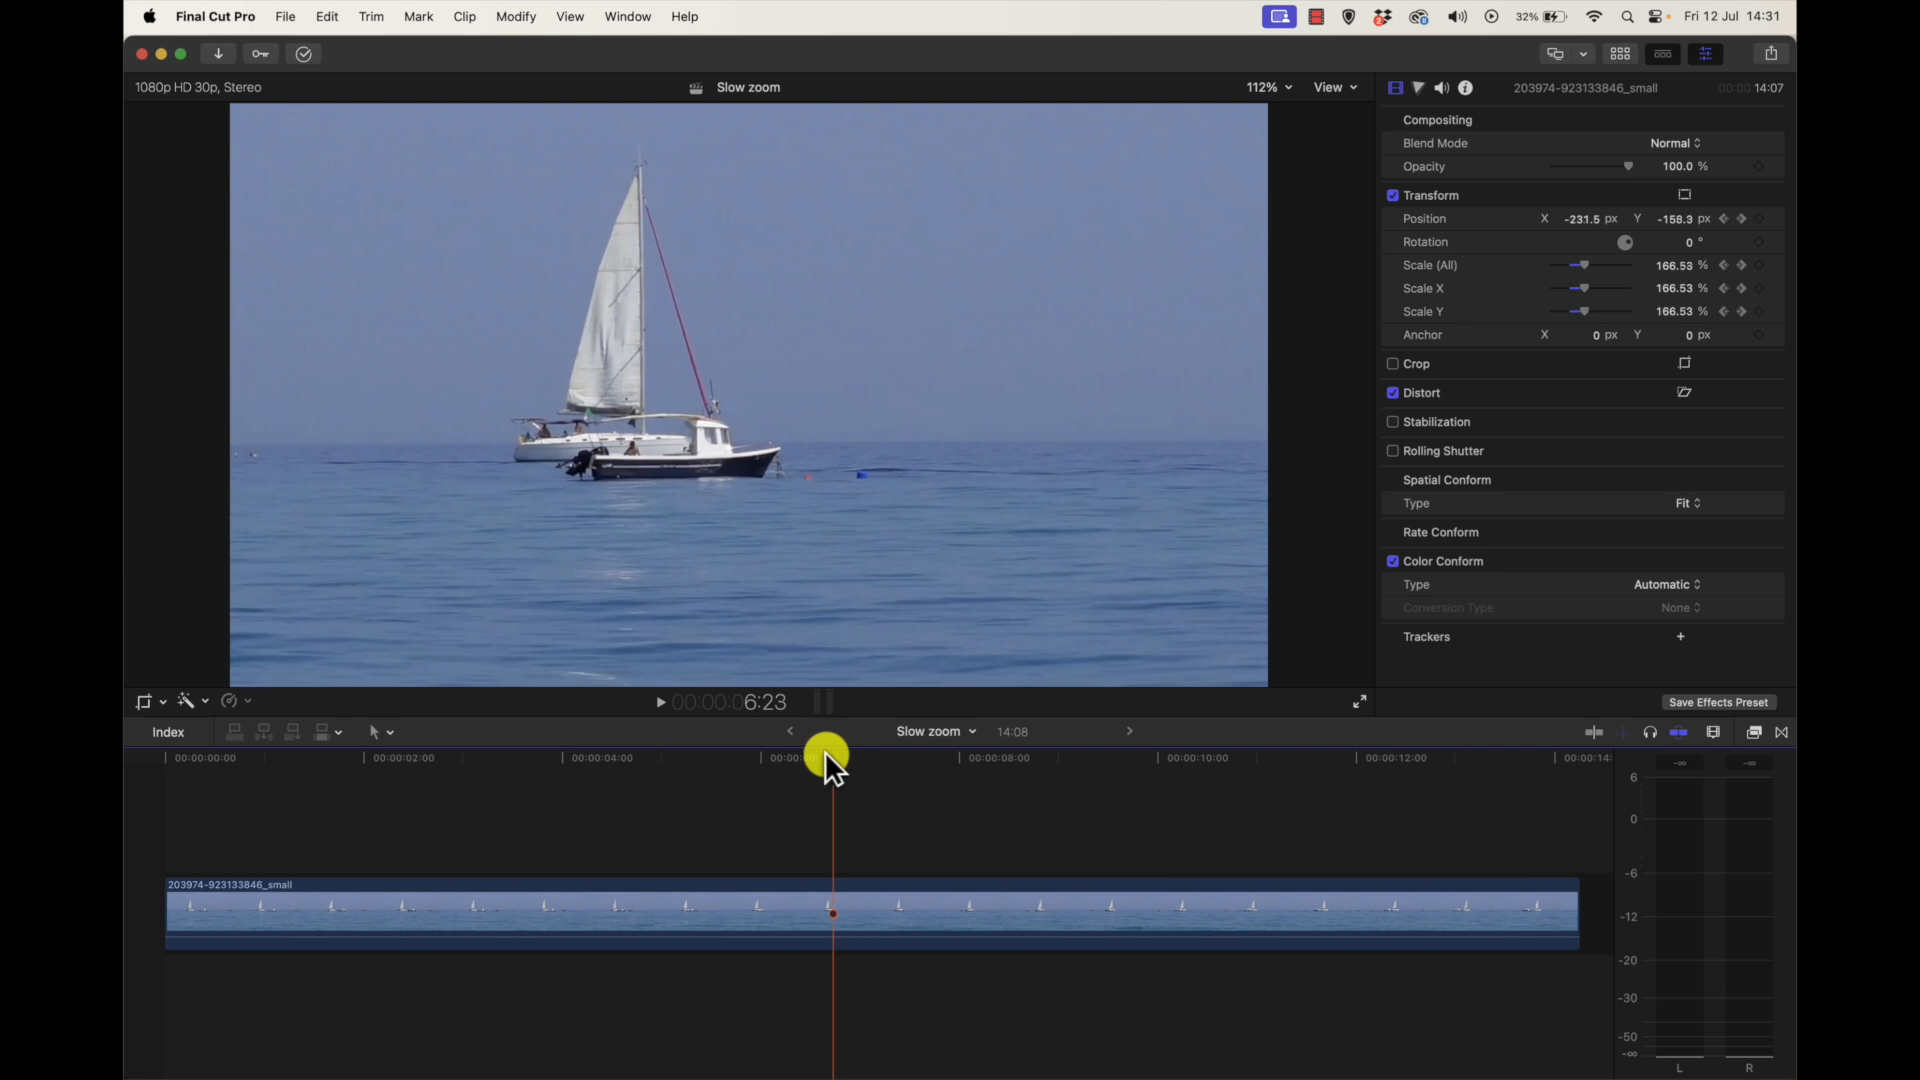 Final Cut Pro File Edit Trim Mark Clip Modify View Window Help 2 32% Fri 12 Jul 14:31
1080p HD 30p, Stereo Slow zoom 112% View 203974-923133846_small 00:00:14:07
Compositing
Blend Mode Normal
Opacity 100.0 %
Transform
Position X -231.5 px Y -158.3 px
Rotation 0 °
Scale (All) 166.53 %
Scale X 166.53 %
Scale Y 166.53 %
Anchor X 0 px Y 0 px
Crop
Distort
Stabilization
Rolling Shutter
Spatial Conform
Type Fit
Rate Conform
Color Conform
Type Automatic
Conversion Type None
Trackers +
00:00:06:23 Save Effects Preset
Index Slow zoom 14:08
00:00:00:00 00:00:02:00 00:00:04:00 00:00:08:00 00:00:10:00 00:00:12:00 00:00:14:
-∞ -∞
6
0
-6
203974-923133846_small
-12
-20
-30
-50
-∞
L R